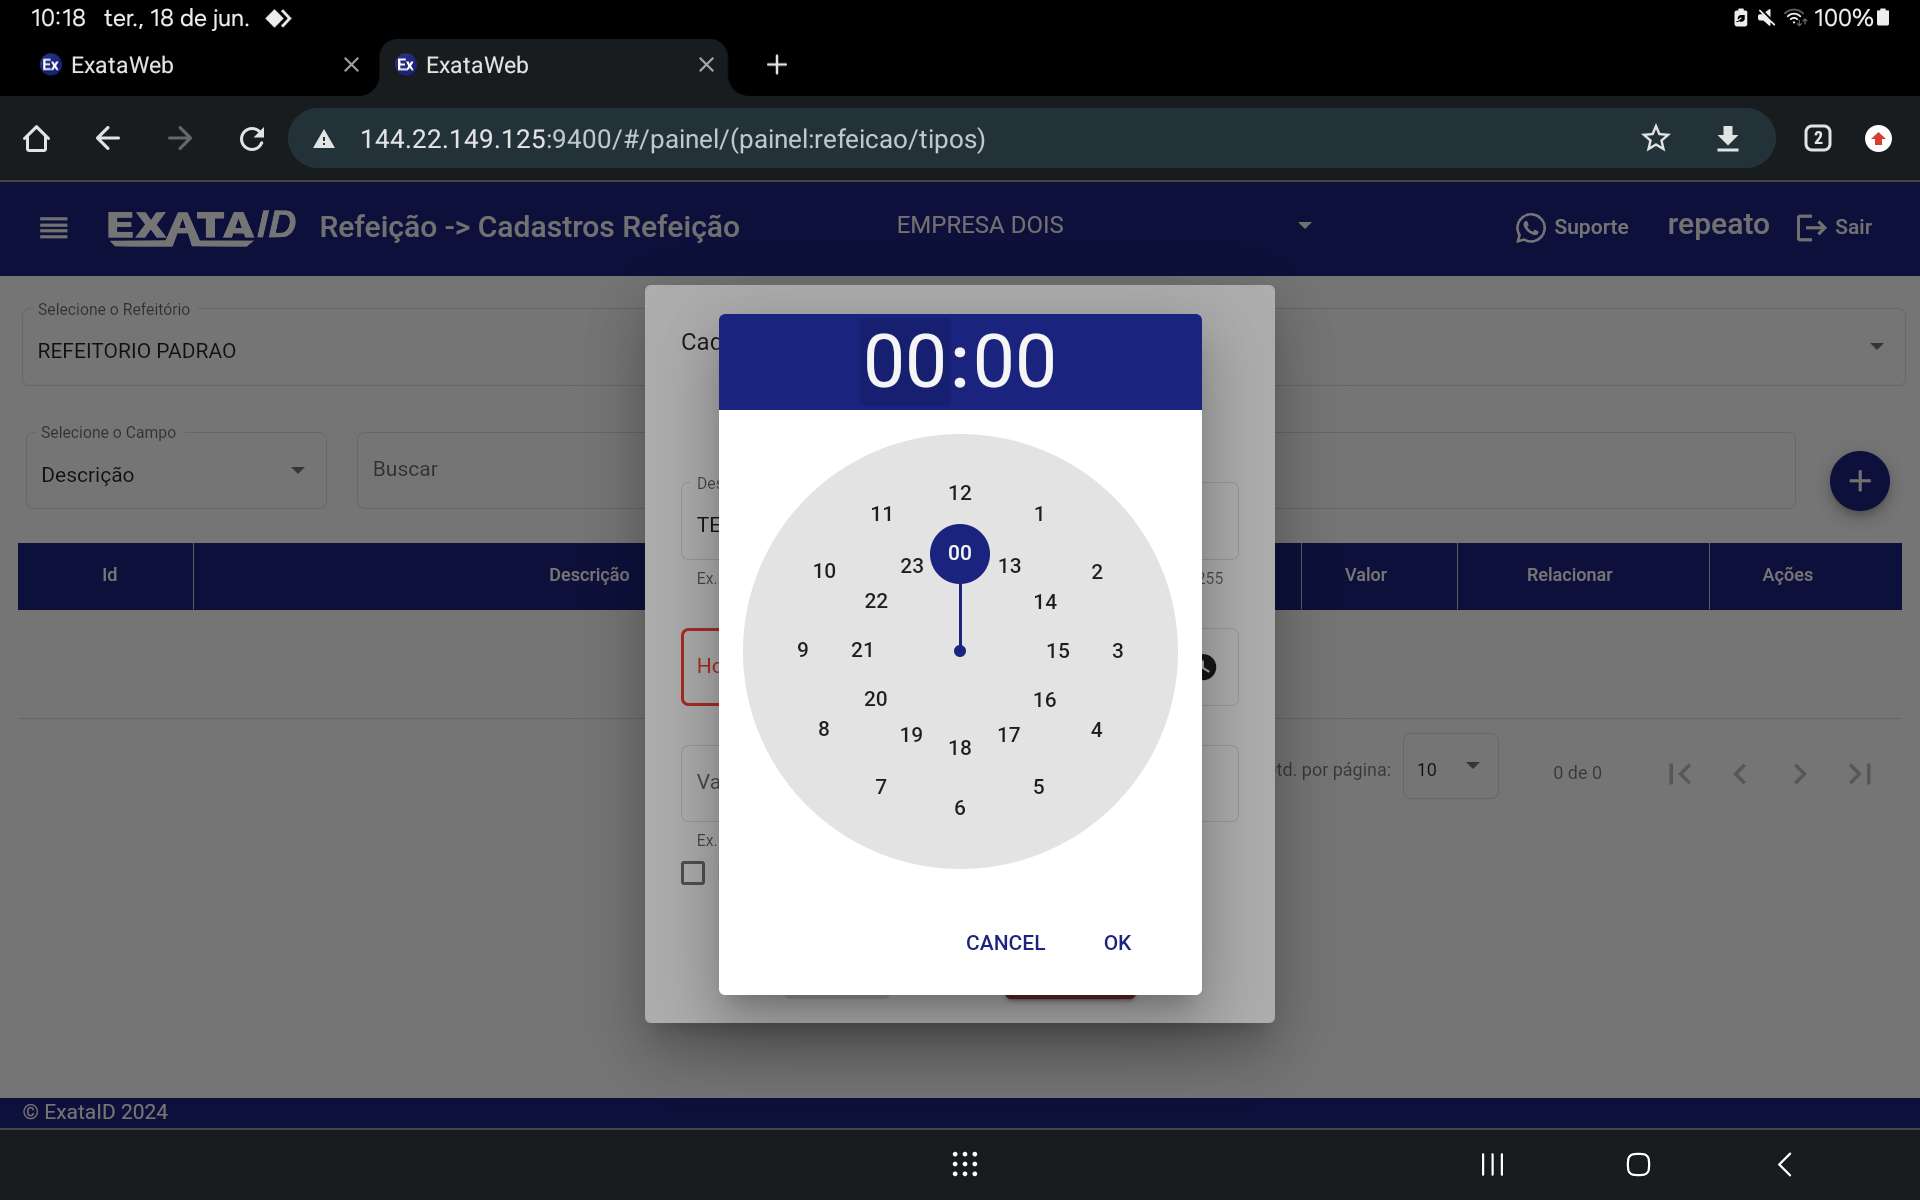 10:18 ter., 18 de jun. 100%
Ex ExataWeb Ex ExataWeb
144.22.149.125:9400/#/painel/(painel:refeicao/tipos) 2
EXATAID Refeição -> Cadastros Refeição EMPRESA DOIS Suporte repeato Sair
Selecione o Refeitório
REFEITORIO PADRAO
Cad
00:00
Selecione o Campo
Descrição
Buscar
Des
TE
Ex.
255
Id Descrição Valor Relacionar Ações
12
11 1
00
10 23 13 2
22 14
9 21 15 3
20 16
8 19 17 4
18
7 5
6
Ho
Va
Ex.
td. por página: 10 0 de 0
CANCEL OK
© ExataID 2024